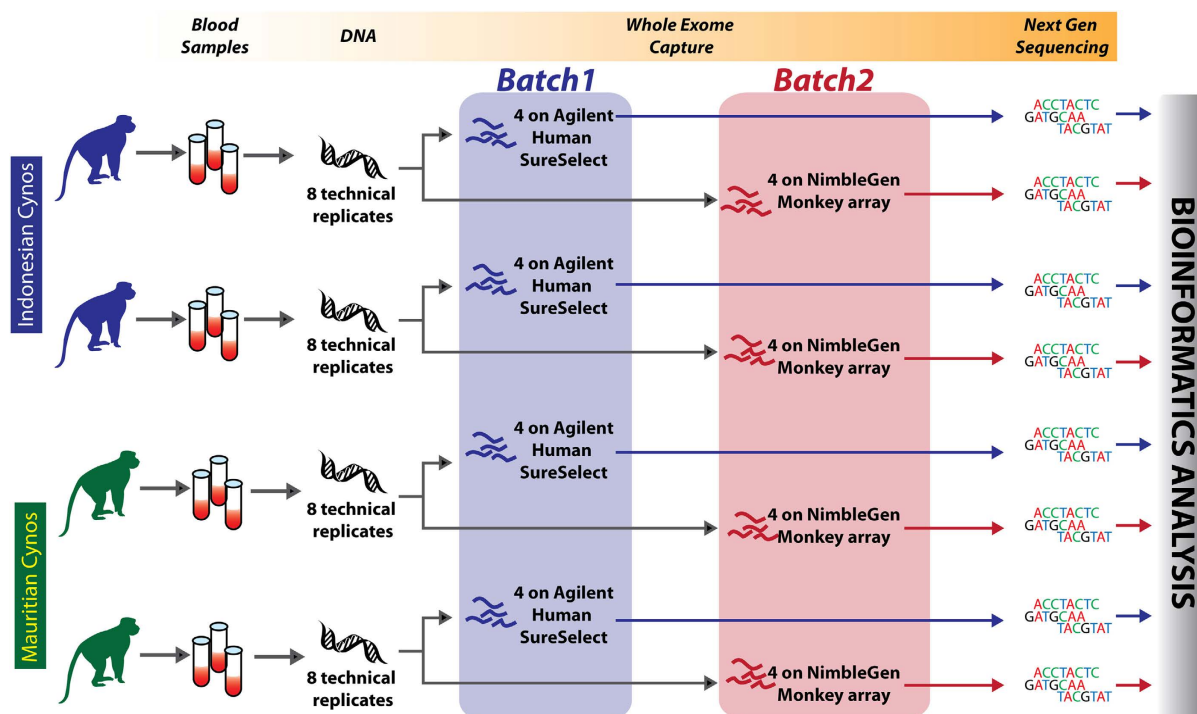 Blood
Samples
DNA
Whole Exome
Capture
Next Gen
Sequencing
Batch1
Batch2
Indonesian Cynos
8 technical
replicates
4 on Agilent
Human
SureSelect
4 on NimbleGen
Monkey array
ACCTACTC
GATGCAA
TACGTAT
ACCTACTC
GATGCAA
TACGTAT
8 technical
replicates
4 on Agilent
Human
SureSelect
4 on NimbleGen
Monkey array
ACCTACTC
GATGCAA
TACGTAT
ACCTACTC
GATGCAA
TACGTAT
Mauritian Cynos
8 technical
replicates
4 on Agilent
Human
SureSelect
4 on NimbleGen
Monkey array
ACCTACTC
GATGCAA
TACGTAT
ACCTACTC
GATGCAA
TACGTAT
8 technical
replicates
4 on Agilent
Human
SureSelect
4 on NimbleGen
Monkey array
ACCTACTC
GATGCAA
TACGTAT
ACCTACTC
GATGCAA
TACGTAT
BIOINFORMATICS ANALYSIS